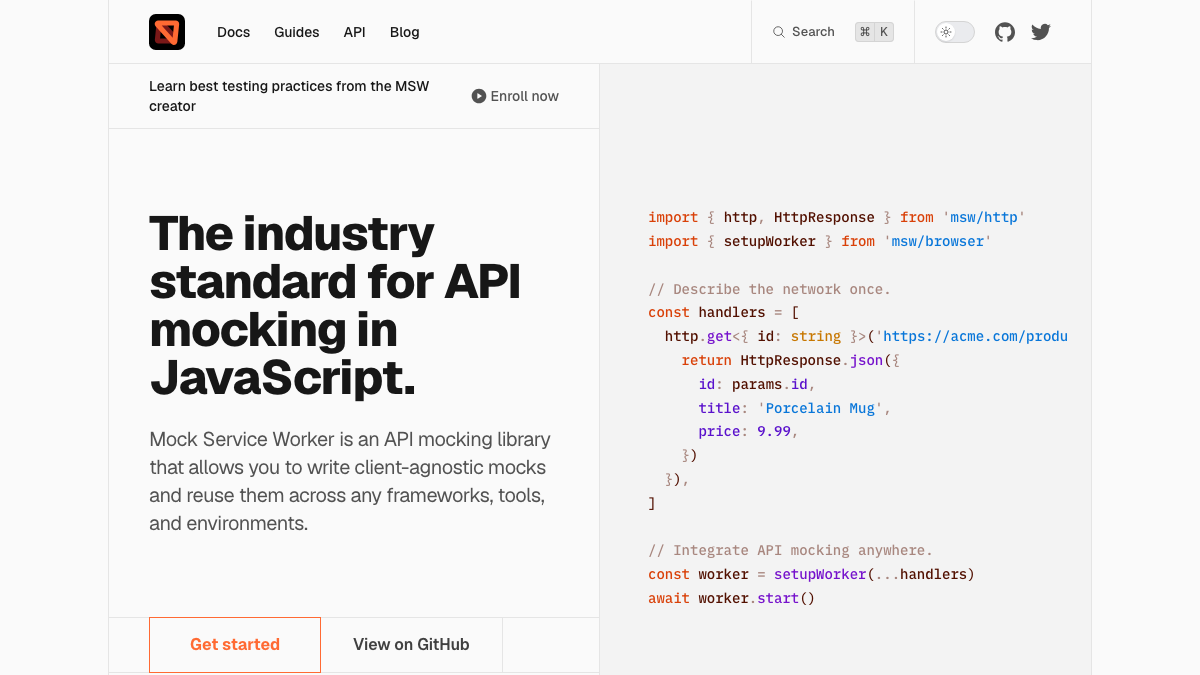 Docs
Guides
API
Blog
Search
⌘ K
Learn best testing practices from the MSW
creator
Enroll now
The industry
standard for API
mocking in
JavaScript.
Mock Service Worker is an API mocking library
that allows you to write client-agnostic mocks
and reuse them across any frameworks, tools,
and environments.
Get started
View on GitHub
import { http, HttpResponse } from 'msw/http'
import { setupWorker } from 'msw/browser'
// Describe the network once.
const handlers = [
  http.get<{ id: string }>('https://acme.com/produ
    return HttpResponse.json({
      id: params.id,
      title: 'Porcelain Mug',
      price: 9.99,
    })
  }),
]
// Integrate API mocking anywhere.
const worker = setupWorker(...handlers)
await worker.start()